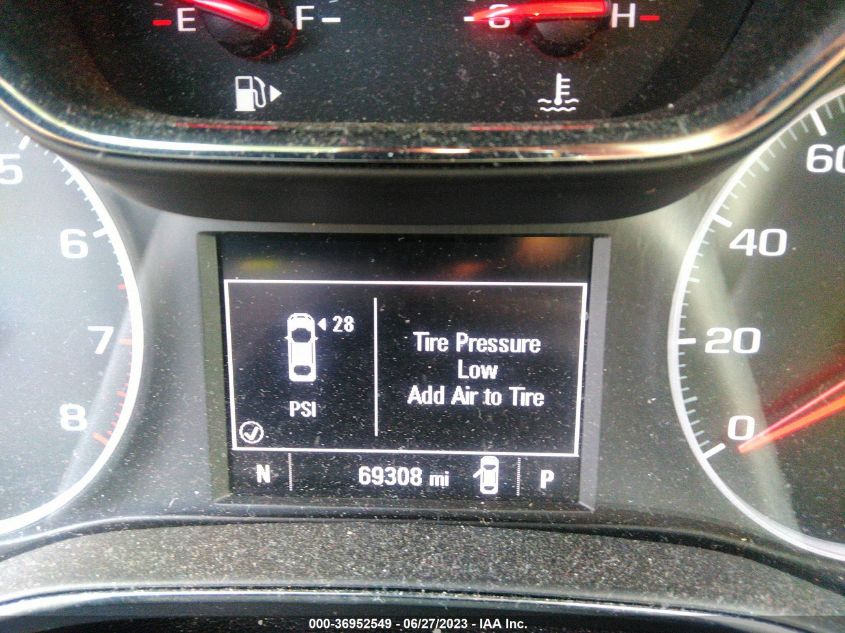 E F
C H
5
6
7
8
60
40
20
0
28
PSI
Tire Pressure
Low
Add Air to Tire
N 69308 mi P
000-36952549 - 06/27/2023 - IAA Inc.